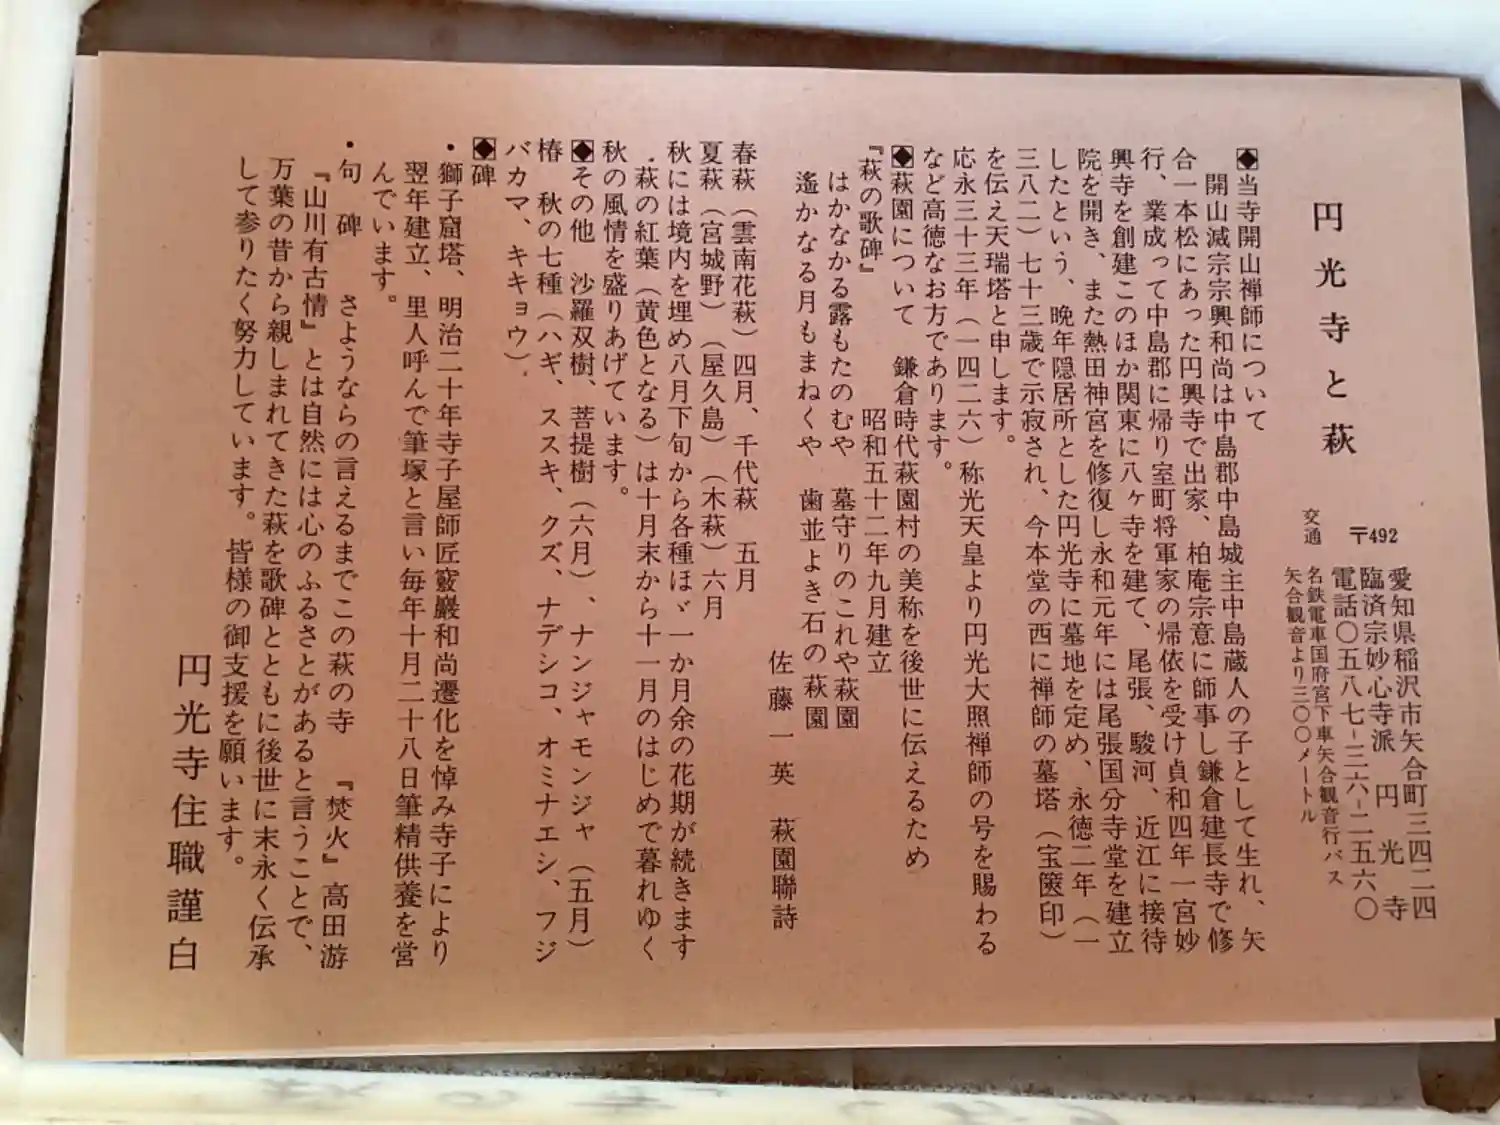 円光寺と萩
〒492
愛知県稲沢市矢合町三四二四
臨済宗妙心寺派 円光寺
電話〇五八七-三六-二五六〇
交通 名鉄電車国府宮下車矢合観音行バス
矢合観音より三〇〇メートル
◆当寺開山禅師について
開山滅宗宗興和尚は中島郡中島城主中島蔵人の子として生れ、矢
合一本松にあった円興寺で出家、柏庵宗意に師事し鎌倉建長寺で修
行、業成って中島郡に帰り室町将軍家の帰依を受け貞和四年一宮妙
興寺を創建このほか関東に八ヶ寺を建て、尾張、駿河、近江に接待
院を開き、また熱田神宮を修復し永和元年には尾張国分寺堂を建立
したという、晩年隠居所とした円光寺に墓地を定め、永徳二年（一
三八二）七十三歳で示寂され、今本堂の西に禅師の墓塔（宝篋印）
を伝え天瑞塔と申します。
応永三十三年（一四二六）称光天皇より円光大照禅師の号を賜わる
など高徳なお方であります。
◆萩園について 鎌倉時代萩園村の美称を後世に伝えるため
『萩の歌碑』 昭和五十二年九月建立
はかなかる露もたのむや 墓守りのこれや萩園
遙かなる月もまねくや 歯並よき石の萩園
佐藤一英 萩園聯詩
春萩（雲南花萩）四月、千代萩 五月
夏萩（宮城野）（屋久島）（木萩）六月
秋には境内を埋め八月下旬から各種ほゞ一か月余の花期が続きます
.萩の紅葉（黄色となる）は十月末から十一月のはじめで暮れゆく
秋の風情を盛りあげています。
◆その他 沙羅双樹、菩提樹（六月）、ナンジャモンジャ（五月）
椿 秋の七種（ハギ、ススキ、クズ、ナデシコ、オミナエシ、フジ
バカマ、キキョウ）
◆碑
・獅子窟塔、明治二十年寺子屋師匠竅巖和尚遷化を悼み寺子により
翌年建立、里人呼んで筆塚と言い毎年十月二十八日筆精供養を営
んでいます。
・句碑 さようならの言えるまでこの萩の寺 『焚火』高田游
『山川有古情』とは自然には心のふるさとがあると言うことで、
万葉の昔から親しまれてきた萩を歌碑とともに後世に末永く伝承
して参りたく努力しています。皆様の御支援を願います。
円光寺住職謹白